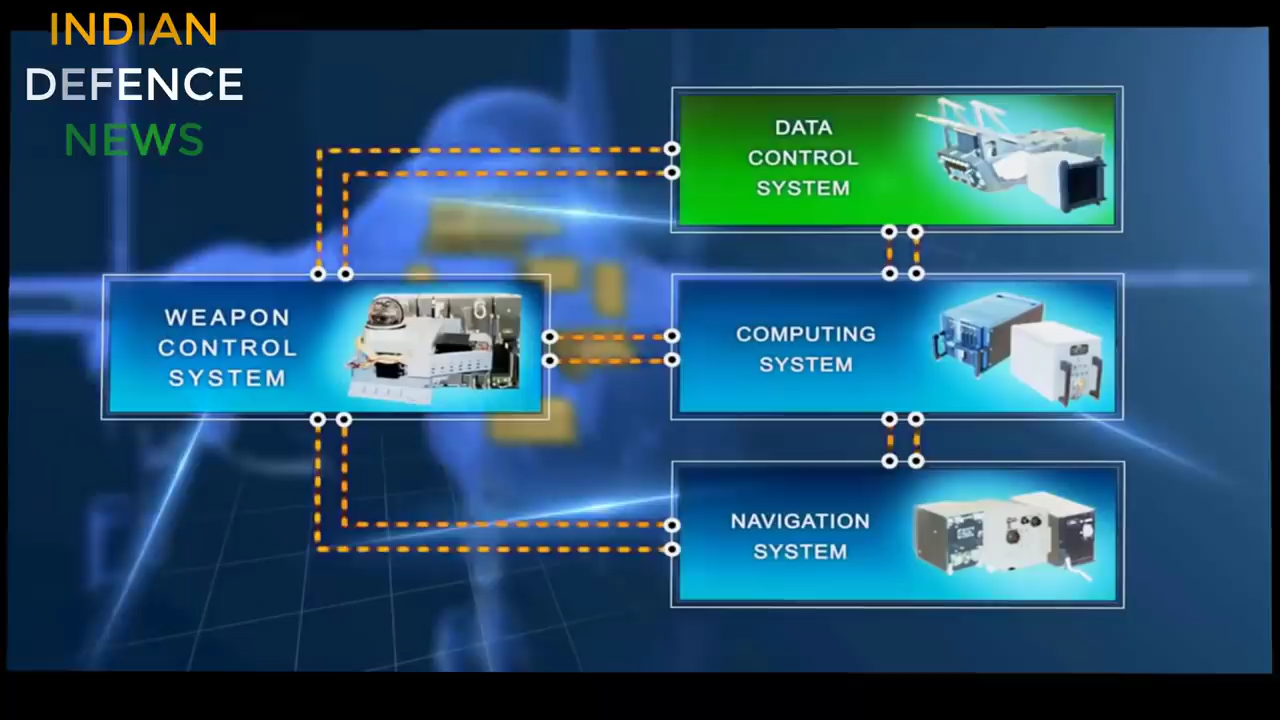 INDIAN
DEFENCE
NEWS
DATA
CONTROL
SYSTEM
WEAPON
CONTROL
SYSTEM
COMPUTING
SYSTEM
NAVIGATION
SYSTEM